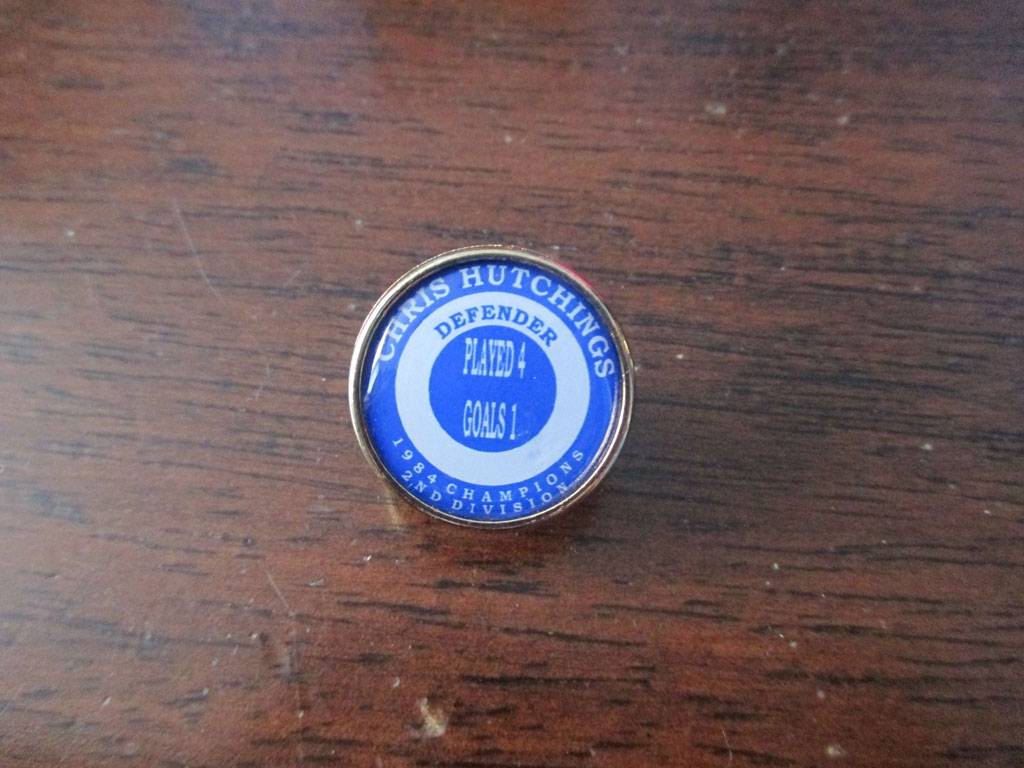 CHRIS HUTCHINGS
DEFENDER
PLAYED 4
GOALS 1
1984 CHAMPIONS
2ND DIVISION